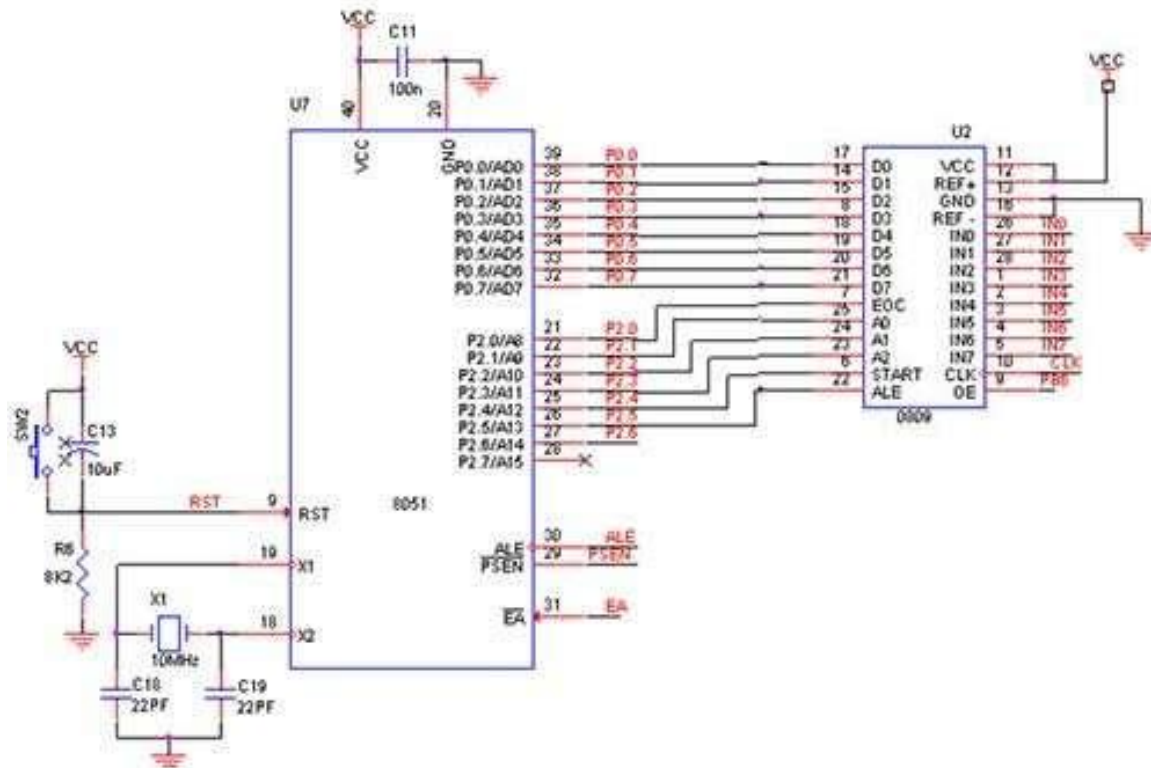 VCC
C11
100n
VCC
U7
40
20
VCC
GND
U2
P0.0/AD0 39 P0.0
P0.1/AD1 38 P0.1
P0.2/AD2 37 P0.2
P0.3/AD3 36 P0.3
P0.4/AD4 35 P0.4
P0.5/AD5 34 P0.5
P0.6/AD6 33 P0.6
P0.7/AD7 32 P0.7
17 D0 VCC 11
14 D1 REF+ 12
15 D2 GND 13
8 D3 REF - 16
18 D4 IN0 26 IN0
19 D5 IN1 27 IN1
20 D6 IN2 28 IN2
21 D7 IN3 1 IN3
7 EOC IN4 2 IN4
25 A0 IN5 3 IN5
24 A1 IN6 4 IN6
23 A2 IN7 5 IN7
6 START CLK 10 CLK
22 ALE OE 9
0809
P2.0/A8 21 P2.0
P2.1/A9 22 P2.1
P2.2/A10 23 P2.2
P2.3/A11 24 P2.3
P2.4/A12 25 P2.4
P2.5/A13 26 P2.5
P2.6/A14 27 P2.6
P2.7/A15 28
VCC
SW2
C13
10uF
RST 9 RST
8051
R6
8K2
19 X1
X1
10MHz
18 X2
ALE 30 ALE
PSEN 29 PSEN
EA 31 EA
C18
22PF
C19
22PF